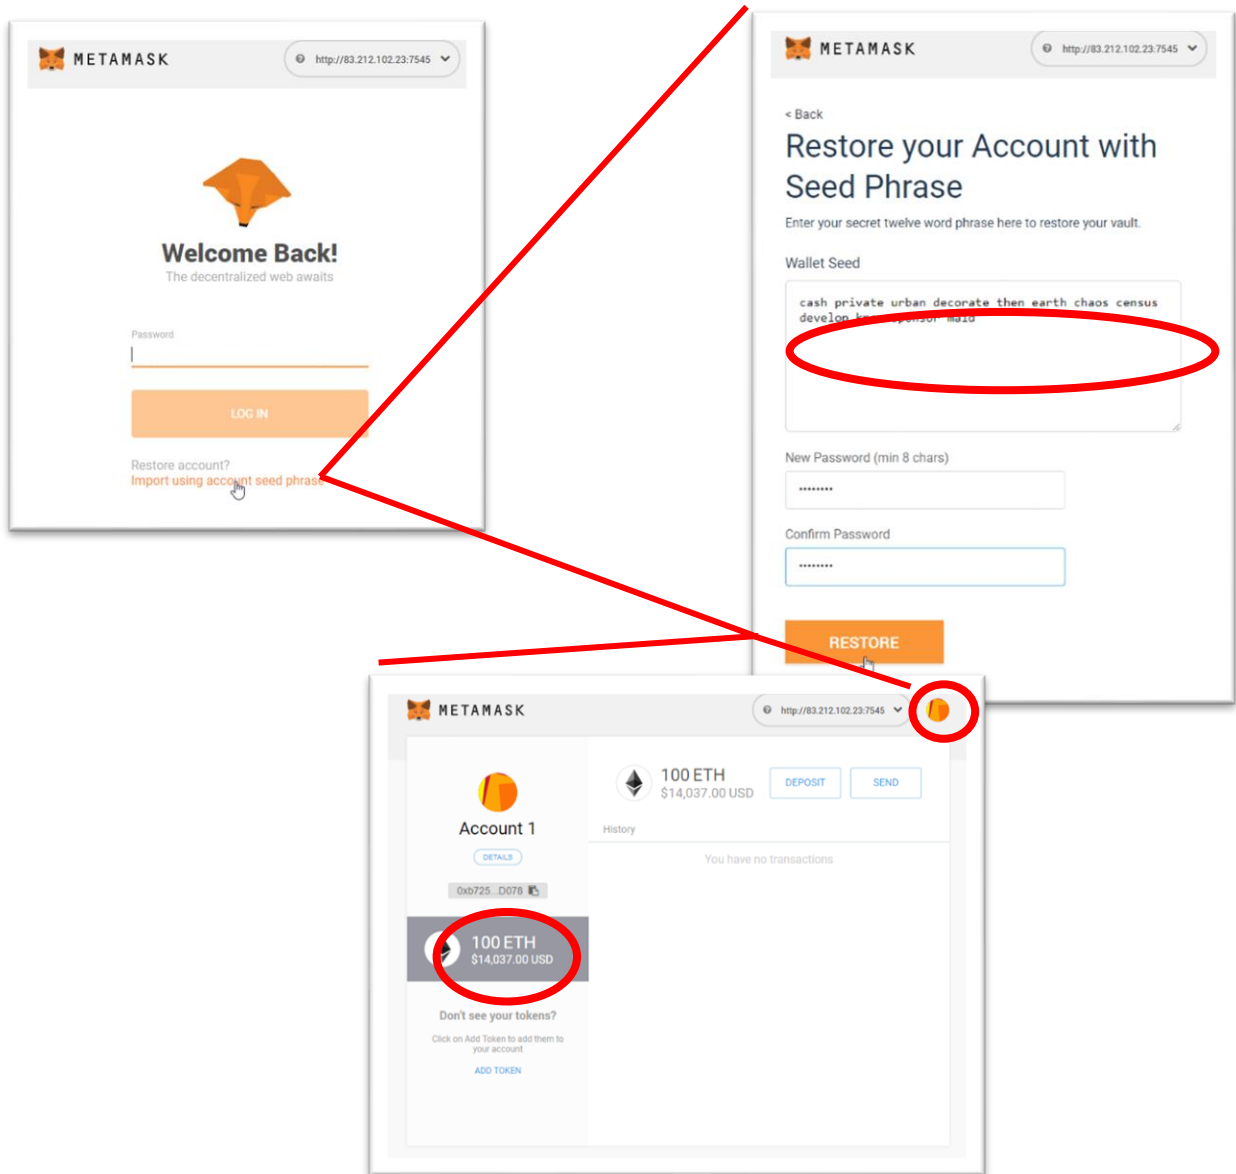 METAMASK
http://83.212.102.23:7545
Welcome Back!
The decentralized web awaits
Password
LOG IN
Restore account?
Import using account seed phrase
METAMASK
http://83.212.102.23:7545
< Back
Restore your Account with
Seed Phrase
Enter your secret twelve word phrase here to restore your vault.
Wallet Seed
cash private urban decorate then earth chaos census
develop maid
New Password (min 8 chars)
••••••••
Confirm Password
••••••••
RESTORE
METAMASK
http://83.212.102.23:7545
Account 1
DETAILS
0xb725...D078
100 ETH
$14,037.00 USD
Don't see your tokens?
Click on Add Token to add them to
your account
ADD TOKEN
100 ETH
$14,037.00 USD
DEPOSIT
SEND
History
You have no transactions